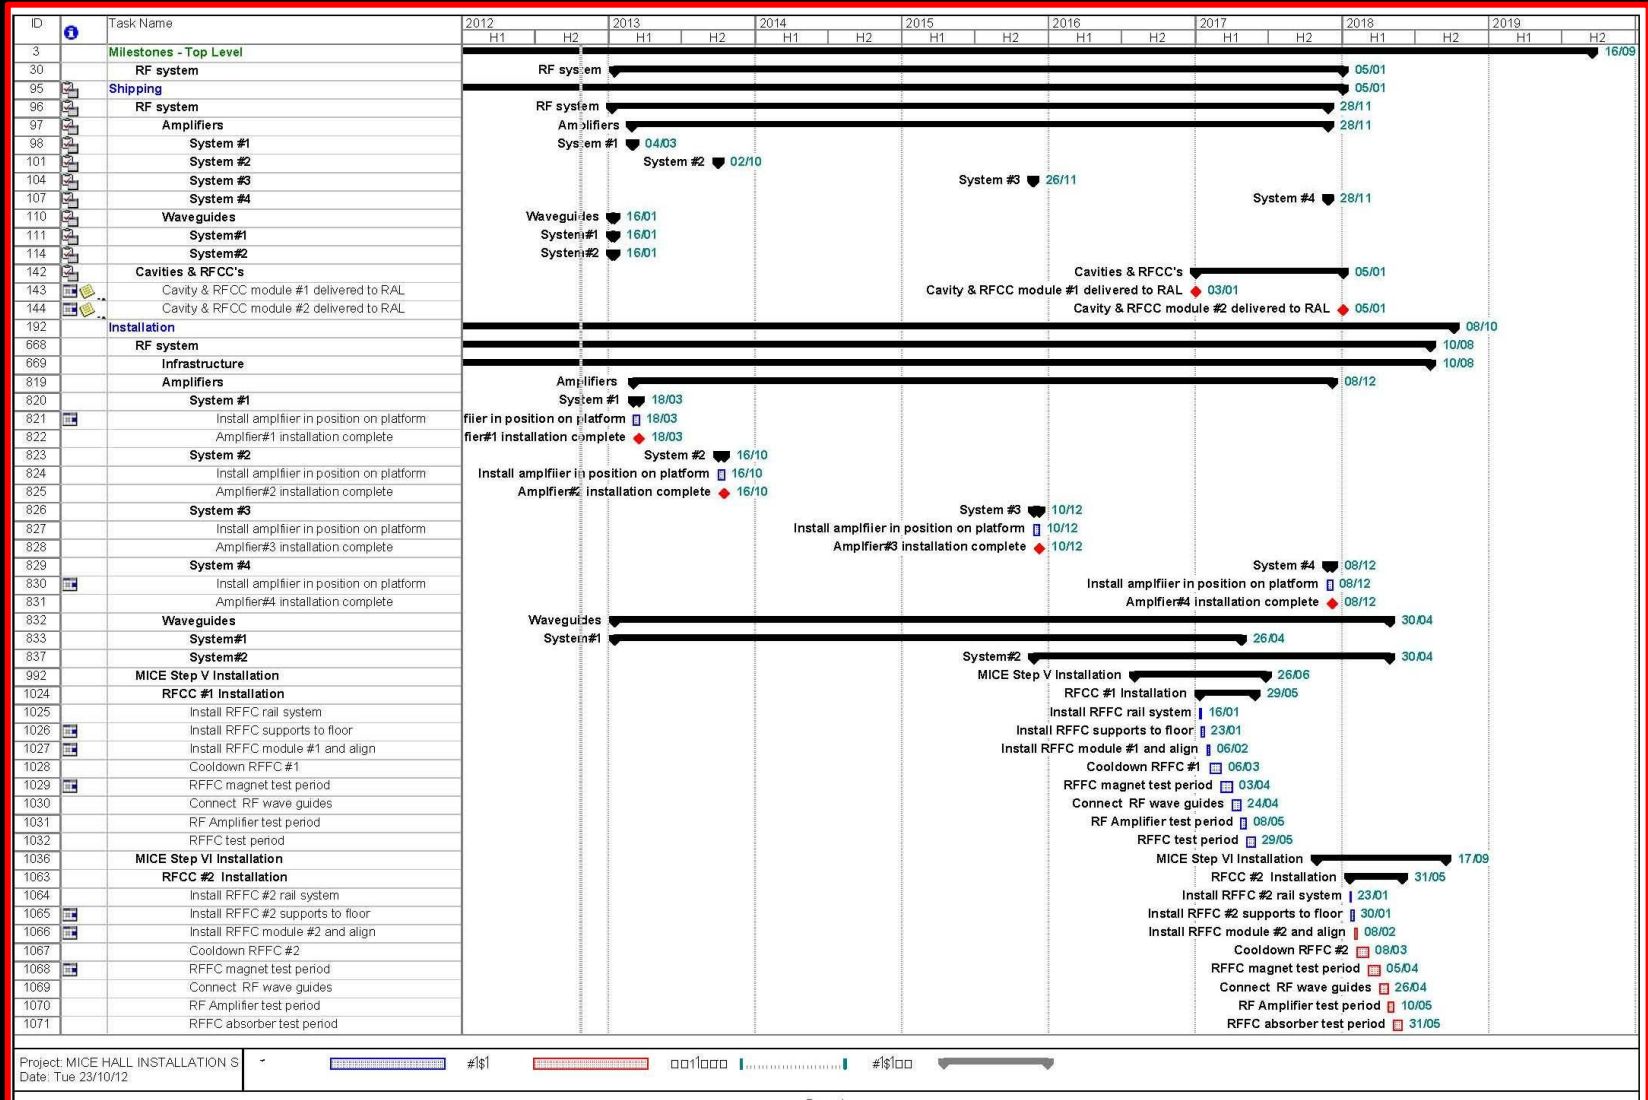 ID Task Name 2012 2013 2014 2015 2016 2017 2018 2019
H1 H2 H1 H2 H1 H2 H1 H2 H1 H2 H1 H2 H1 H2 H1 H2
3 Milestones - Top Level 16/09
30 RF system RF system 05/01
95 Shipping 05/01
96 RF system RF system 28/11
97 Amplifiers Amplifiers 28/11
98 System #1 System #1 04/03
101 System #2 System #2 02/10
104 System #3 System #3 26/11
107 System #4 System #4 28/11
110 Waveguides Waveguides 16/01
111 System#1 System#1 16/01
114 System#2 System#2 16/01
142 Cavities & RFCC's Cavities & RFCC's 05/01
143 Cavity & RFCC module #1 delivered to RAL Cavity & RFCC module #1 delivered to RAL 03/01
144 Cavity & RFCC module #2 delivered to RAL Cavity & RFCC module #2 delivered to RAL 05/01
192 Installation 08/10
668 RF system 10/08
669 Infrastructure 10/08
819 Amplifiers Amplifiers 08/12
820 System #1 System #1 18/03
821 Install amplfiier in position on platform fiier in position on platform 18/03
822 Amplfier#1 installation complete fier#1 installation complete 18/03
823 System #2 System #2 16/10
824 Install amplfiier in position on platform Install amplfiier in position on platform 16/10
825 Amplfier#2 installation complete Amplfier#2 installation complete 16/10
826 System #3 System #3 10/12
827 Install amplfiier in position on platform Install amplfiier in position on platform 10/12
828 Amplfier#3 installation complete Amplfier#3 installation complete 10/12
829 System #4 System #4 08/12
830 Install amplfiier in position on platform Install amplfiier in position on platform 08/12
831 Amplfier#4 installation complete Amplfier#4 installation complete 08/12
832 Waveguides Waveguides 30/04
833 System#1 System#1 26/04
837 System#2 System#2 30/04
992 MICE Step V Installation MICE Step V Installation 26/06
1024 RFCC #1 Installation RFCC #1 Installation 29/05
1025 Install RFFC rail system Install RFFC rail system 16/01
1026 Install RFFC supports to floor Install RFFC supports to floor 23/01
1027 Install RFFC module #1 and align Install RFFC module #1 and align 06/02
1028 Cooldown RFFC #1 Cooldown RFFC #1 06/03
1029 RFFC magnet test period RFFC magnet test period 03/04
1030 Connect RF wave guides Connect RF wave guides 24/04
1031 RF Amplifier test period RF Amplifier test period 08/05
1032 RFFC test period RFFC test period 29/05
1036 MICE Step VI Installation MICE Step VI Installation 17/09
1063 RFCC #2 Installation RFCC #2 Installation 31/05
1064 Install RFFC #2 rail system Install RFFC #2 rail system 23/01
1065 Install RFFC #2 supports to floor Install RFFC #2 supports to floor 30/01
1066 Install RFFC module #2 and align Install RFFC module #2 and align 08/02
1067 Cooldown RFFC #2 Cooldown RFFC #2 08/03
1068 RFFC magnet test period RFFC magnet test period 05/04
1069 Connect RF wave guides Connect RF wave guides 26/04
1070 RF Amplifier test period RF Amplifier test period 10/05
1071 RFFC absorber test period RFFC absorber test period 31/05
Project: MICE HALL INSTALLATION S #1$1 □□1□□□ #1$1□□
Date: Tue 23/10/12